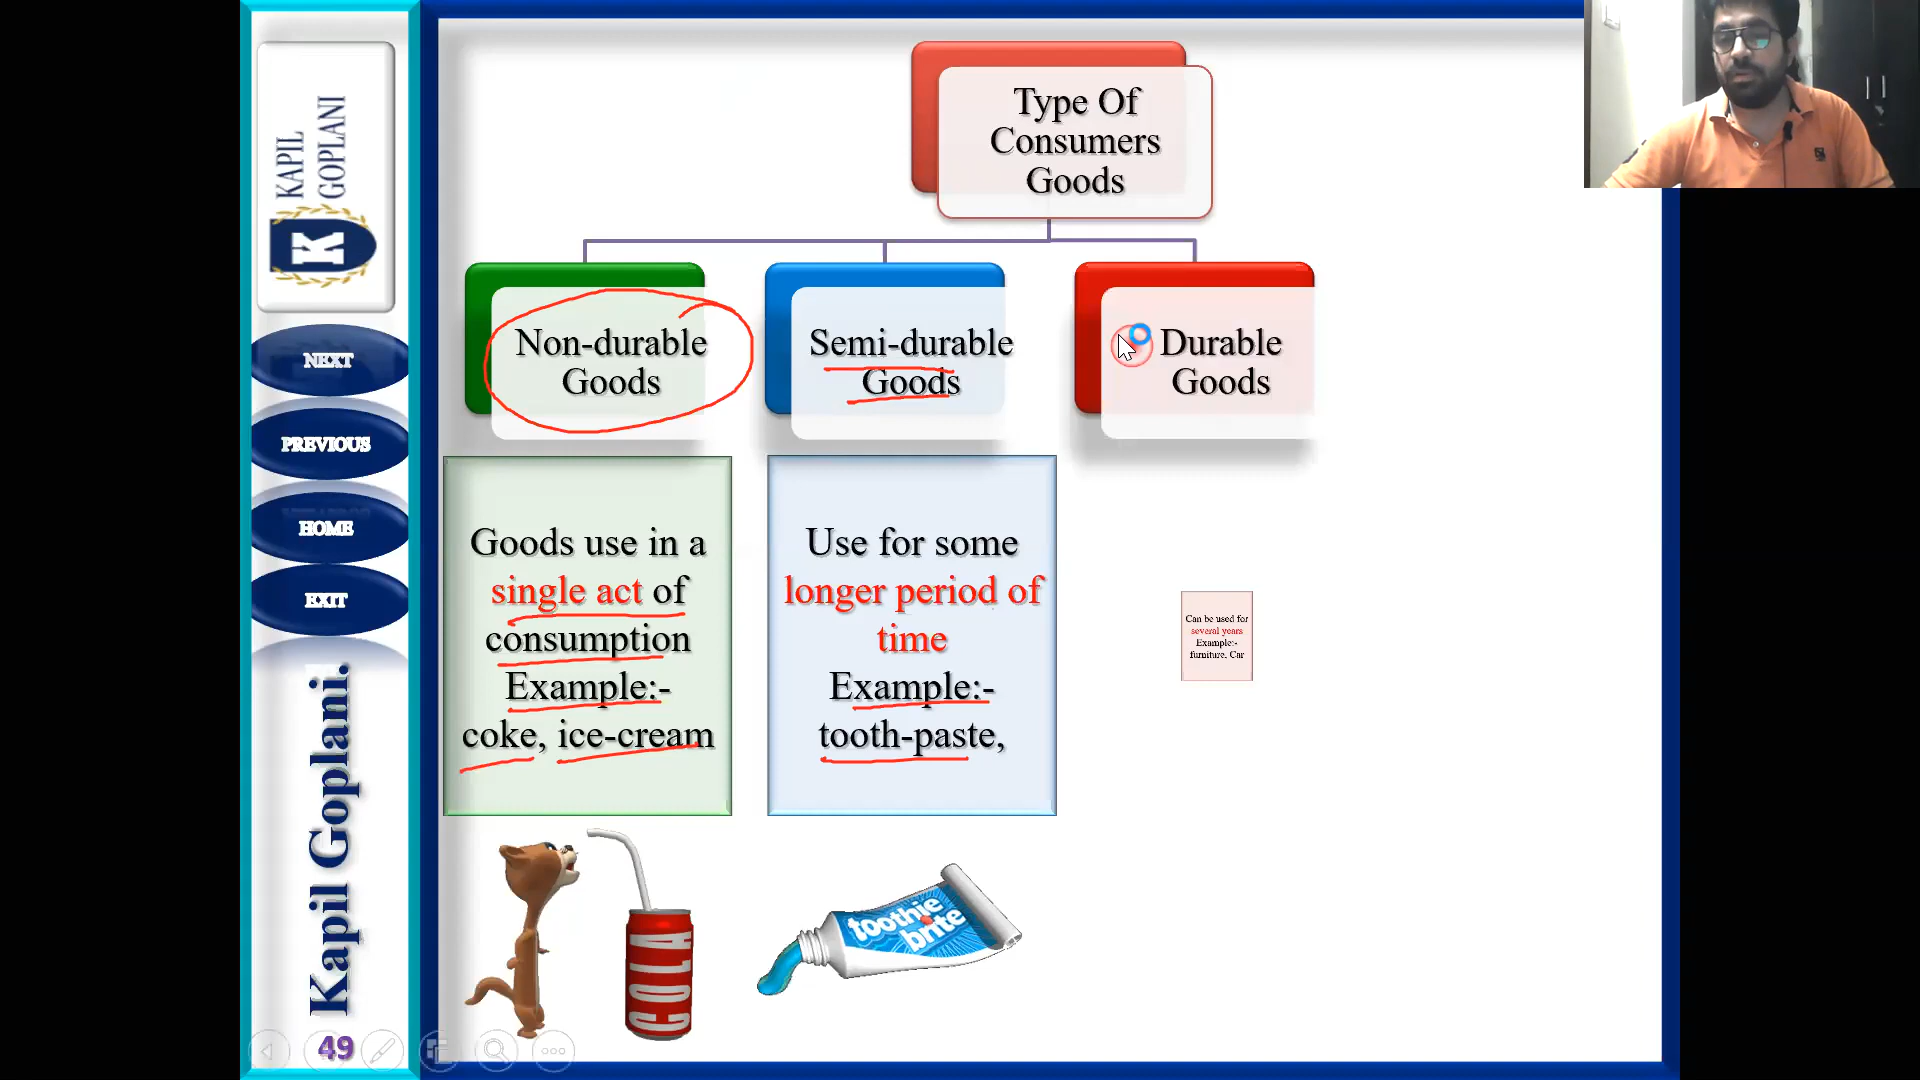 KAPIL
GOPLANI
K
NEXT
PREVIOUS
HOME
EXIT
Kapil Goplani.
49
Type Of
Consumers
Goods
Non-durable
Goods
Semi-durable
Goods
Durable
Goods
Goods use in a
single act of
consumption
Example:-
coke, ice-cream
Use for some
longer period of
time
Example:-
tooth-paste,
Can be used for
several years
Example:-
furniture, Car
COLA
toothie
brite